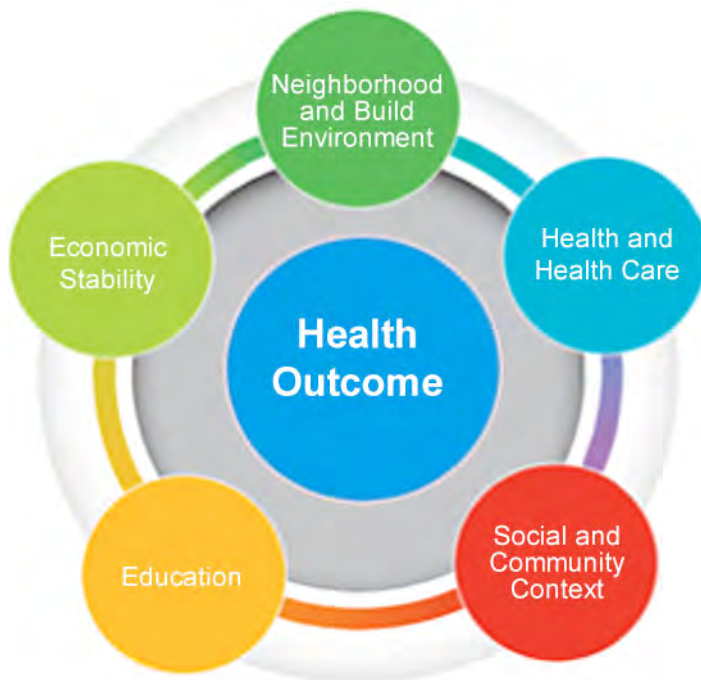 Neighborhood
and Build
Environment
Economic
Stability
Health and
Health Care
Health
Outcome
Education
Social and
Community
Context